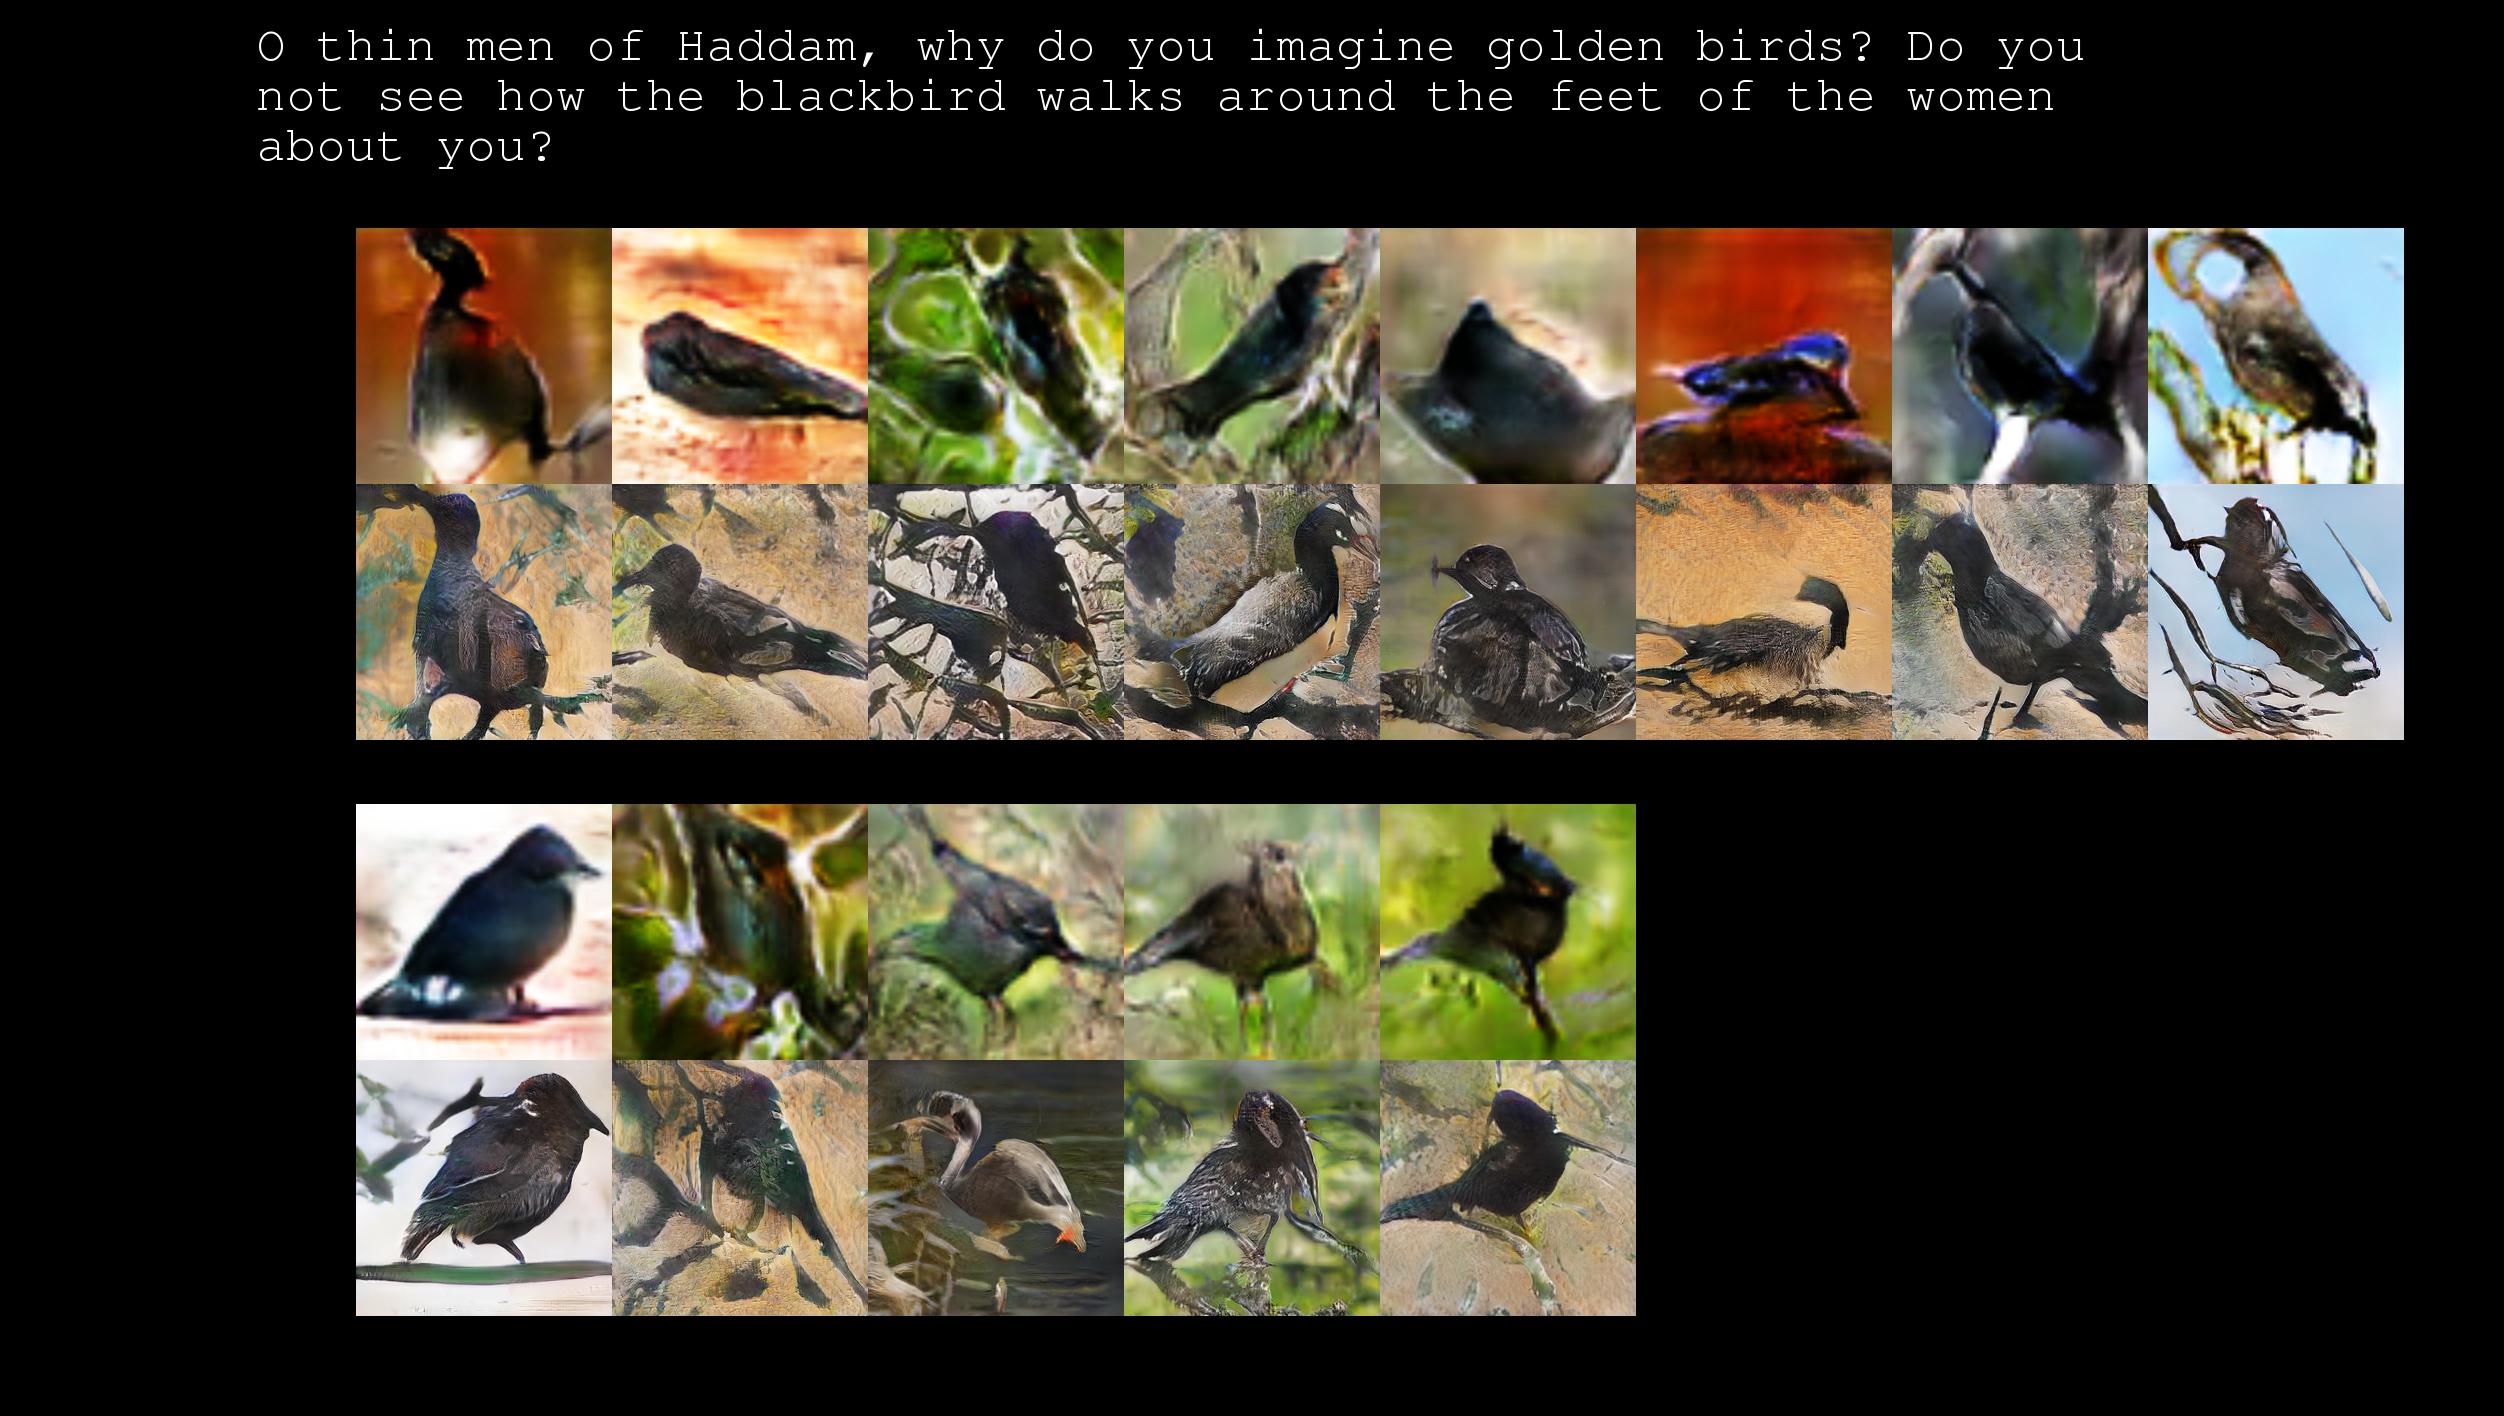 O thin men of Haddam, why do you imagine golden birds? Do you
not see how the blackbird walks around the feet of the women
about you?